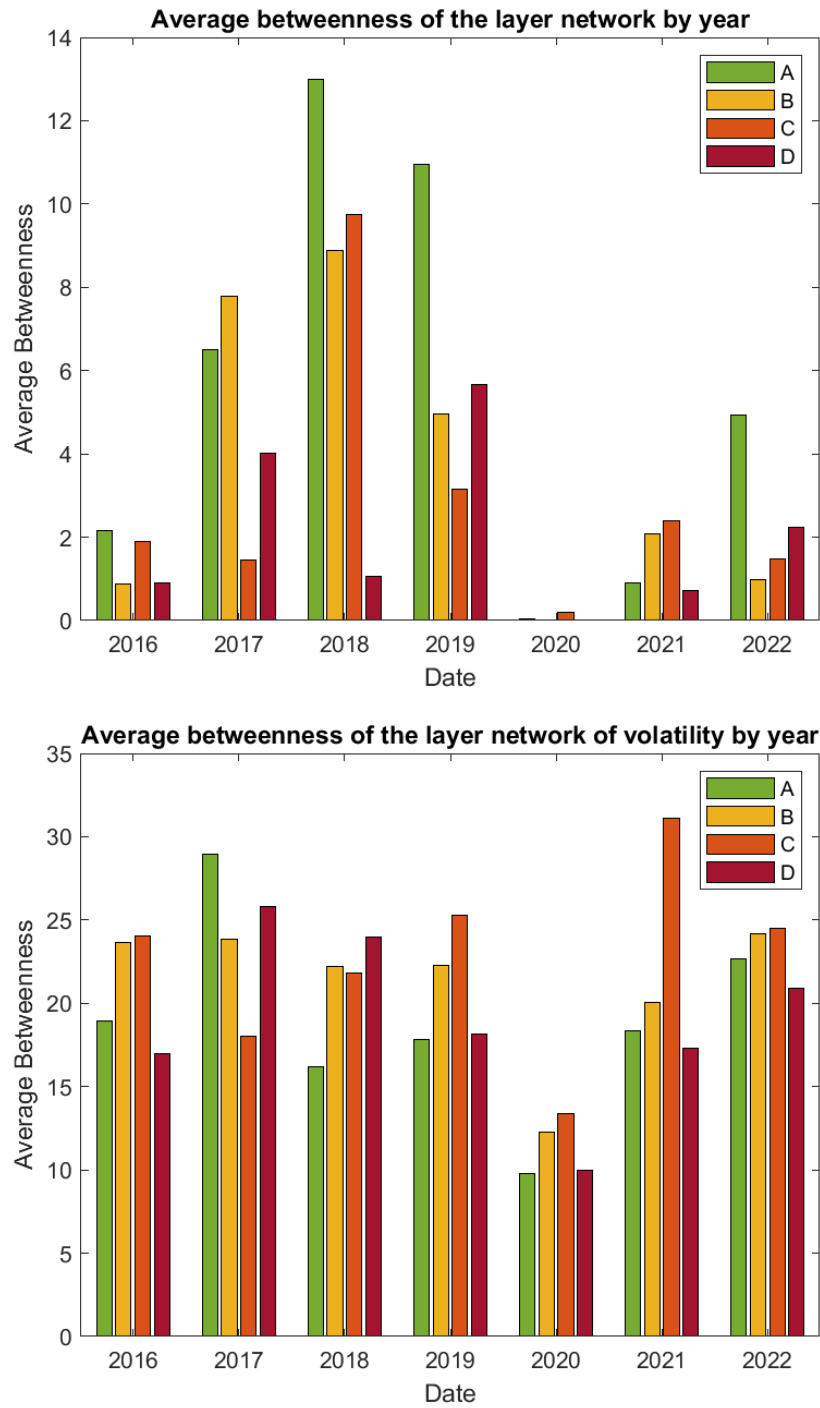 Average betweenness of the layer network by year
14
12
10
8
6
4
2
0
Average Betweenness
A
B
C
D
2016 2017 2018 2019 2020 2021 2022
Date
Average betweenness of the layer network of volatility by year
35
30
25
20
15
10
5
0
Average Betweenness
A
B
C
D
2016 2017 2018 2019 2020 2021 2022
Date